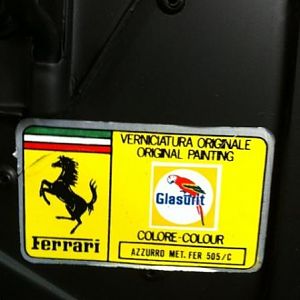 VERNICIATURA ORIGINALE
ORIGINAL PAINTING
Glasurit
COLORE-COLOUR
AZZURRO MET. FER 505/C
Ferrari